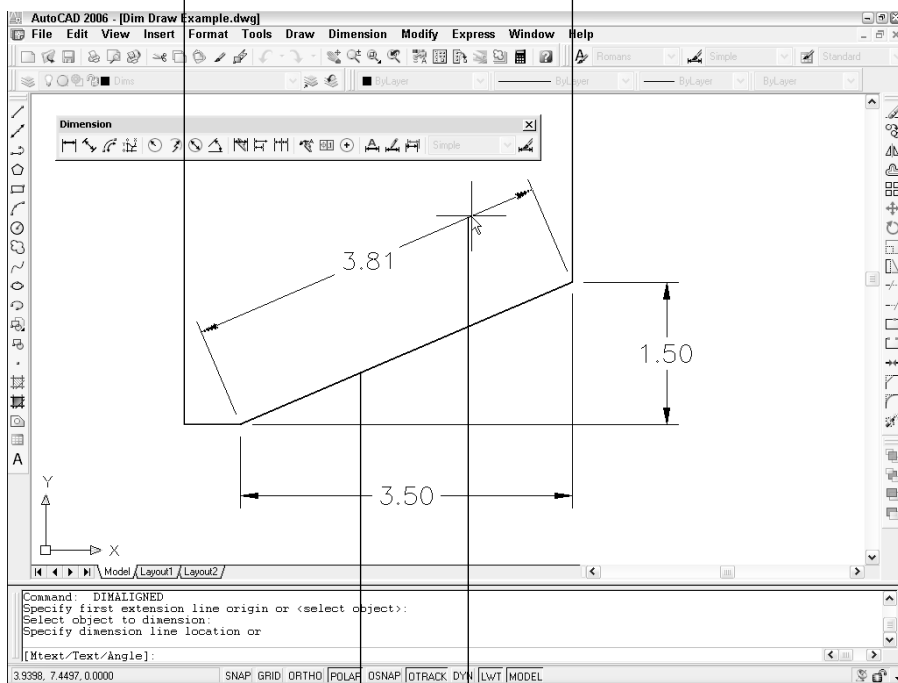 AutoCAD 2006 - [Dim Draw Example.dwg]
File Edit View Insert Format Tools Draw Dimension Modify Express Window Help
Romans Simple Standard
Dims ByLayer ByLayer ByLayer ByLayer
Dimension
Simple
3.81
1.50
3.50
A
Y
X
Model Layout1 Layout2
Command: DIMALIGNED
Specify first extension line origin or <select object>:
Select object to dimension:
Specify dimension line location or
[Mtext/Text/Angle]:
3.9398, 7.4497, 0.0000 SNAP GRID ORTHO POLAR OSNAP OTRACK DYN LWT MODEL